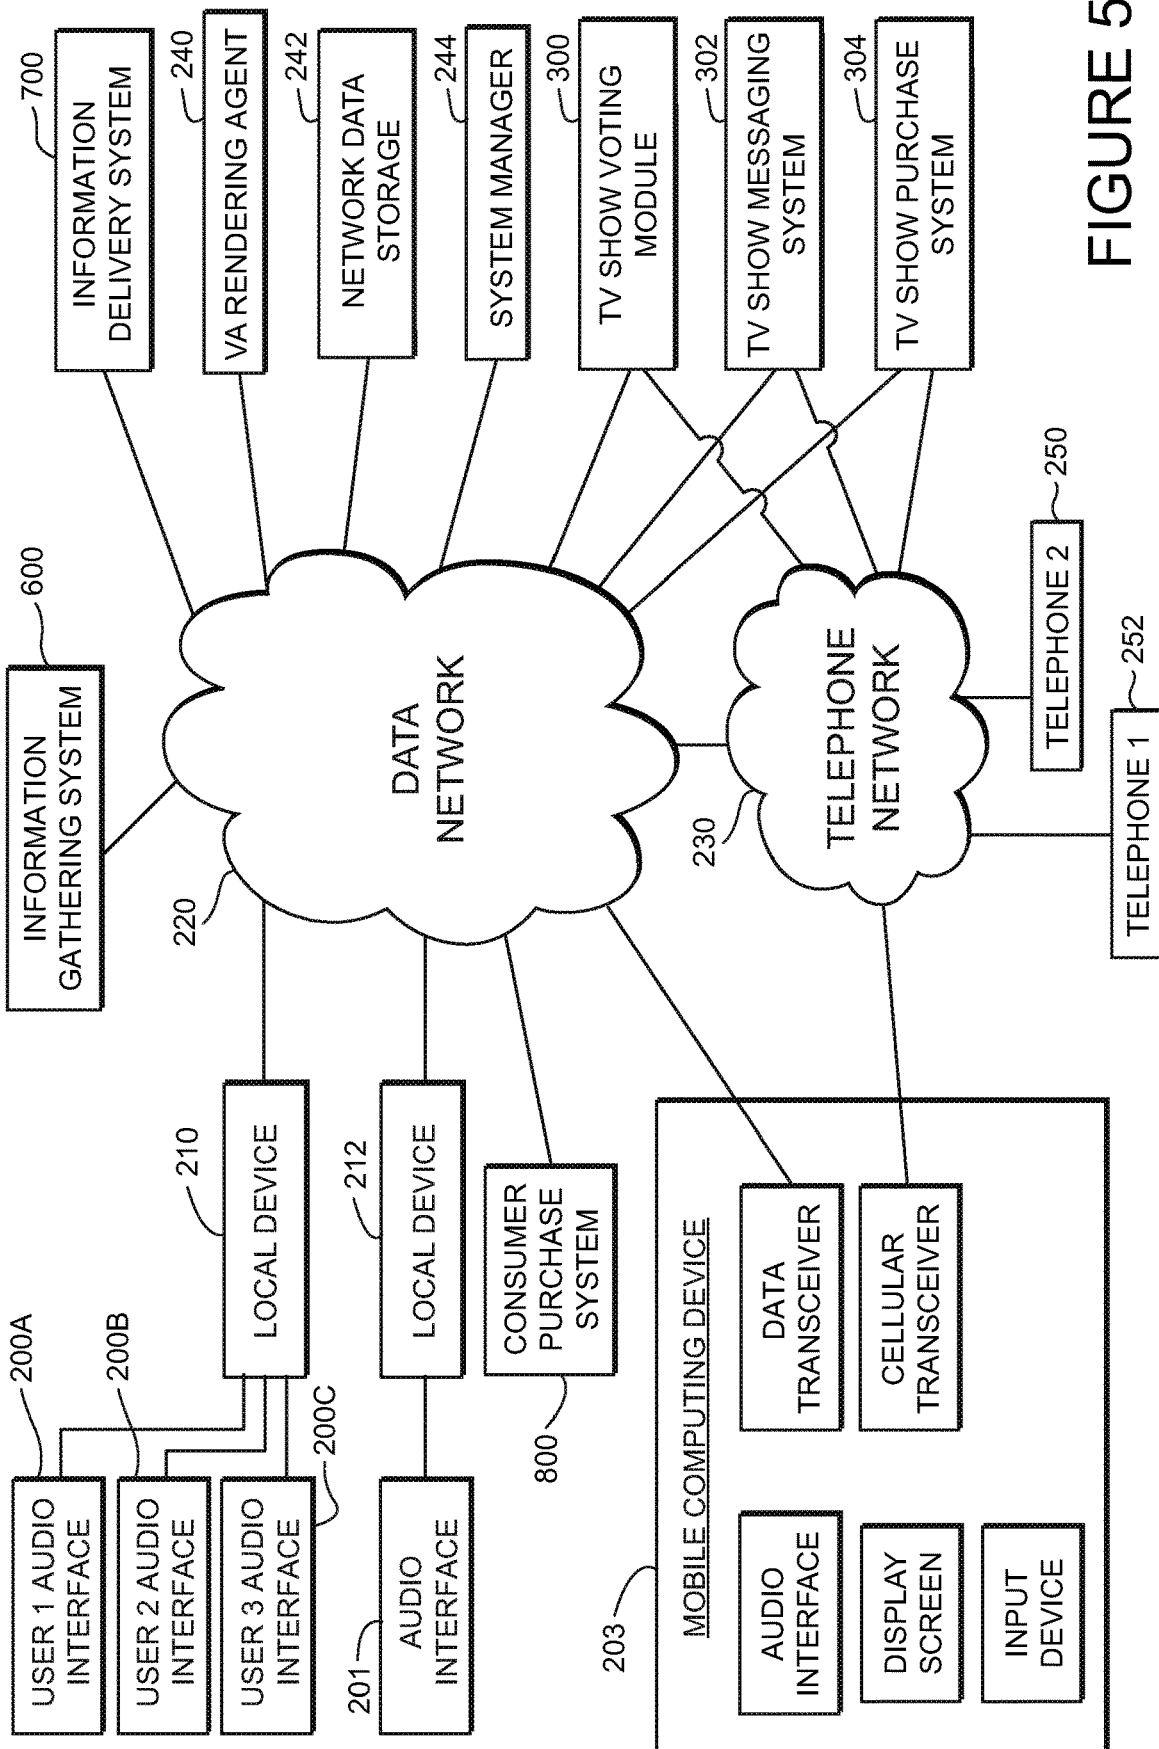 200A
USER 1 AUDIO
INTERFACE
200B
USER 2 AUDIO
INTERFACE
USER 3 AUDIO
INTERFACE
200C
201
AUDIO
INTERFACE
210
LOCAL DEVICE
212
LOCAL DEVICE
CONSUMER
PURCHASE
SYSTEM
800
203
MOBILE COMPUTING DEVICE
AUDIO
INTERFACE
DISPLAY
SCREEN
INPUT
DEVICE
DATA
TRANSCEIVER
CELLULAR
TRANSCEIVER
INFORMATION
GATHERING SYSTEM
600
220
DATA
NETWORK
230
TELEPHONE
NETWORK
TELEPHONE 1
252
TELEPHONE 2
250
INFORMATION
DELIVERY SYSTEM
700
VA RENDERING AGENT
240
NETWORK DATA
STORAGE
242
SYSTEM MANAGER
244
TV SHOW VOTING
MODULE
300
TV SHOW MESSAGING
SYSTEM
302
TV SHOW PURCHASE
SYSTEM
304
FIGURE 5